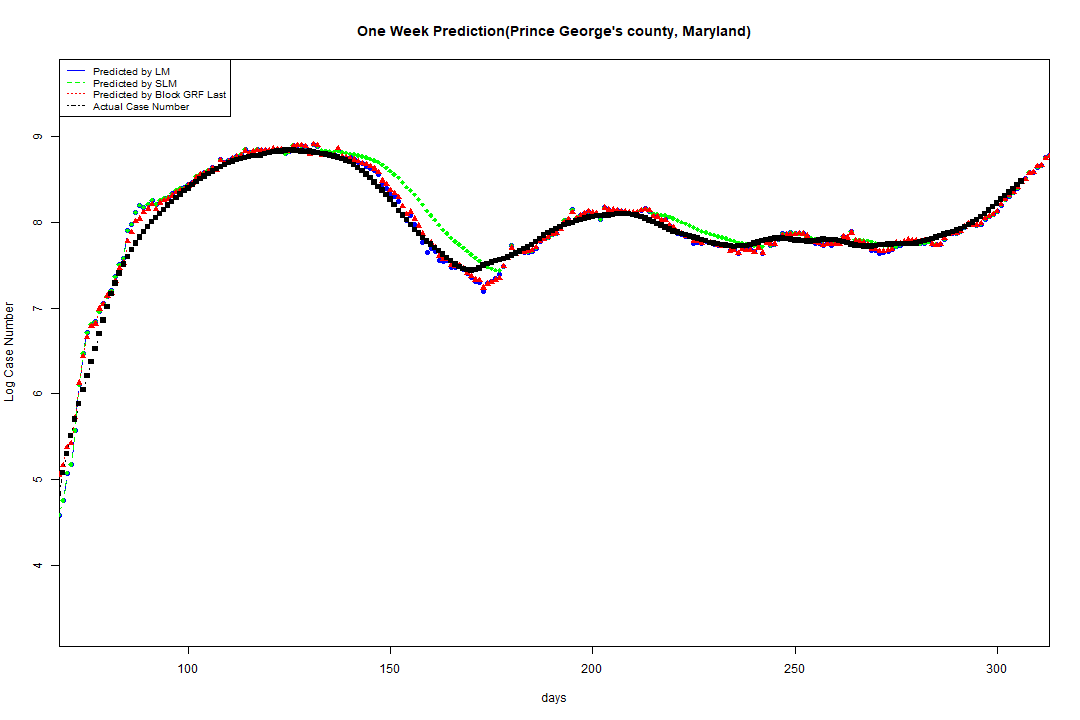 One Week Prediction(Prince George's county, Maryland)
Predicted by LM
Predicted by SLM
Predicted by Block GRF Last
Actual Case Number
9
8
7
6
5
4
Log Case Number
100 150 200 250 300
days